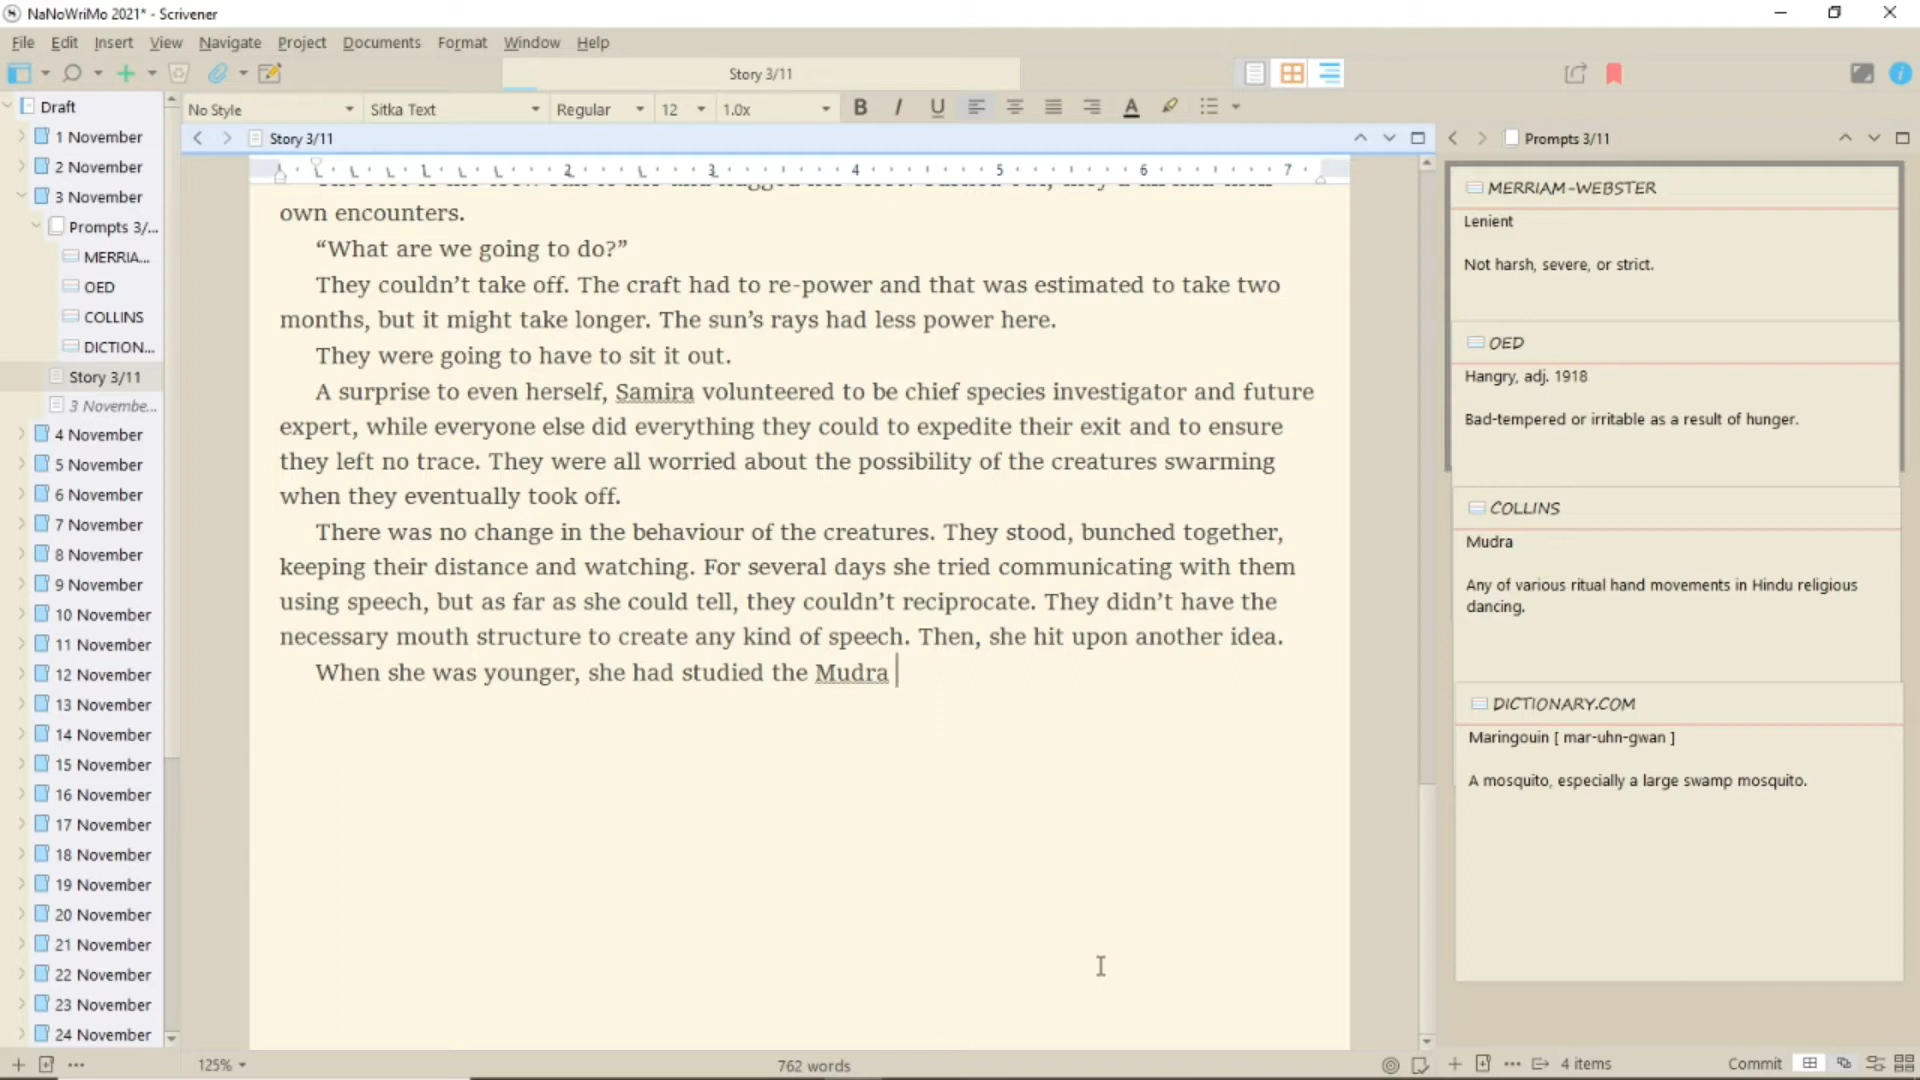 NaNoWriMo 2021* - Scrivener
File Edit Insert View Navigate Project Documents Format Window Help
Story 3/11
No Style Sitka Text Regular 12 1.0x
Draft
1 November
2 November
3 November
Prompts 3/...
MERRIA...
OED
COLLINS
DICTION...
Story 3/11
3 Novembe...
4 November
5 November
6 November
7 November
8 November
9 November
10 November
11 November
12 November
13 November
14 November
15 November
16 November
17 November
18 November
19 November
20 November
21 November
22 November
23 November
24 November
Story 3/11
1 2 3 4 5 6 7
own encounters.
“What are we going to do?”
They couldn’t take off. The craft had to re-power and that was estimated to take two
months, but it might take longer. The sun’s rays had less power here.
They were going to have to sit it out.
A surprise to even herself, Samira volunteered to be chief species investigator and future
expert, while everyone else did everything they could to expedite their exit and to ensure
they left no trace. They were all worried about the possibility of the creatures swarming
when they eventually took off.
There was no change in the behaviour of the creatures. They stood, bunched together,
keeping their distance and watching. For several days she tried communicating with them
using speech, but as far as she could tell, they couldn’t reciprocate. They didn’t have the
necessary mouth structure to create any kind of speech. Then, she hit upon another idea.
When she was younger, she had studied the Mudra
125%
762 words
Prompts 3/11
MERRIAM-WEBSTER
Lenient
Not harsh, severe, or strict.
OED
Hangry, adj. 1918
Bad-tempered or irritable as a result of hunger.
COLLINS
Mudra
Any of various ritual hand movements in Hindu religious
dancing.
DICTIONARY.COM
Maringouin [ mar-uhn-gwan ]
A mosquito, especially a large swamp mosquito.
4 items
Commit